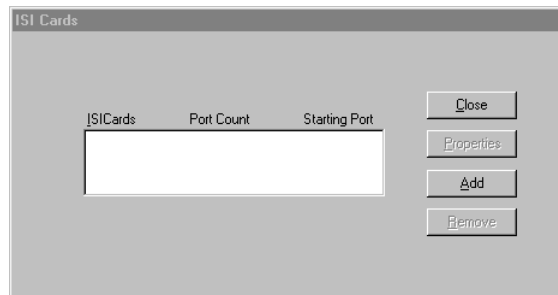 ISI Cards
ISICards Port Count Starting Port
Close
Properties
Add
Remove